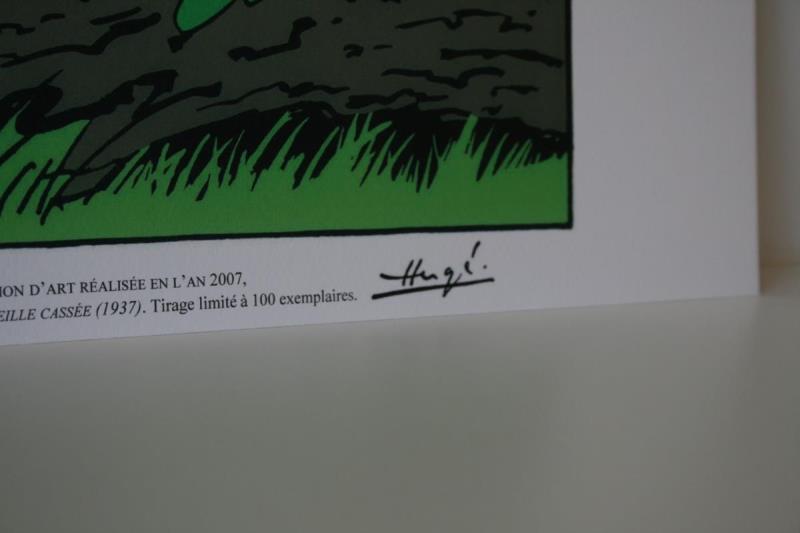 ION D'ART RÉALISÉE EN L'AN 2007,
EILLE CASSÉE (1937). Tirage limité à 100 exemplaires.
Hergé.